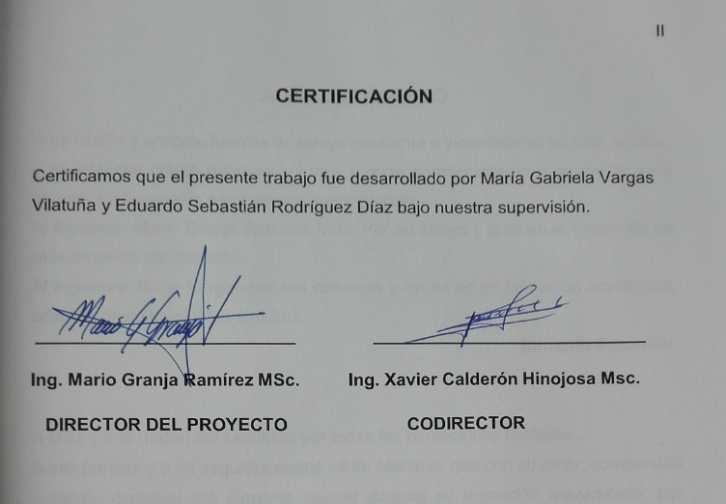 II
CERTIFICACIÓN
Certificamos que el presente trabajo fue desarrollado por María Gabriela Vargas
Vilatuña y Eduardo Sebastián Rodríguez Díaz bajo nuestra supervisión.
Ing. Mario Granja Ramírez MSc. Ing. Xavier Calderón Hinojosa Msc.
DIRECTOR DEL PROYECTO CODIRECTOR